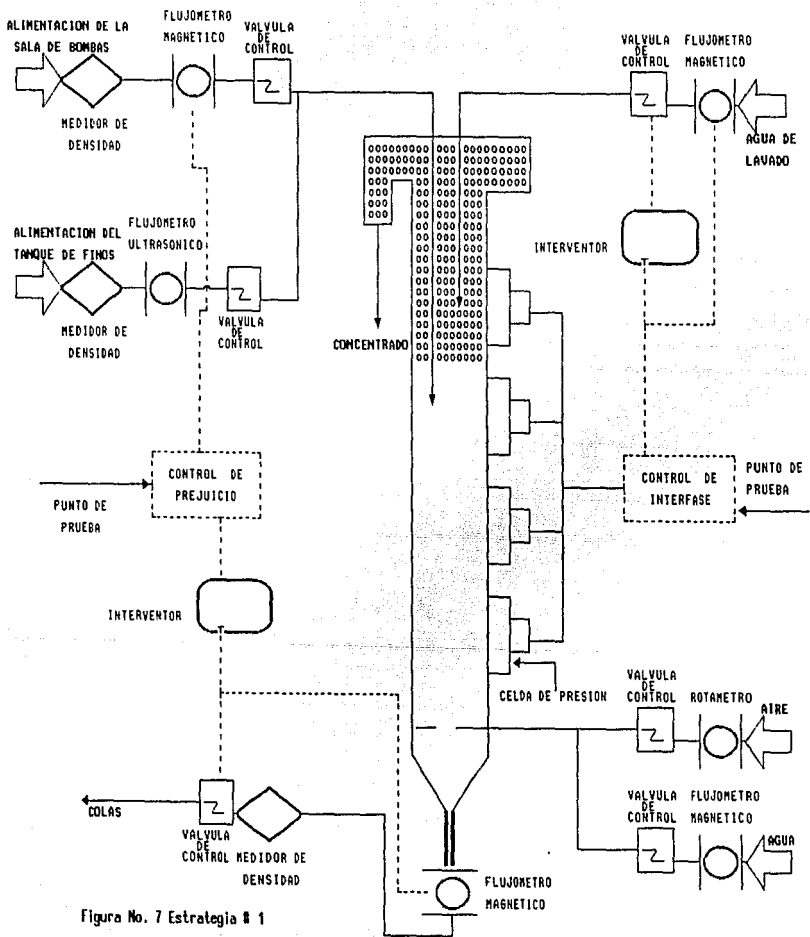 ALIMENTACION DE LA
SALA DE BOMBAS
FLUJOMETRO
MAGNETICO
VALVULA
DE
CONTROL
MEDIDOR DE
DENSIDAD
VALVULA
DE
CONTROL
FLUJOMETRO
MAGNETICO
AGUA DE
LAVADO
ALIMENTACION DEL
TANQUE DE FINOS
FLUJOMETRO
ULTRASONICO
MEDIDOR DE
DENSIDAD
VALVULA
DE
CONTROL
INTERVENTOR
CONCENTRADO
CONTROL DE
PREJUICIO
PUNTO DE
PRUEBA
CONTROL DE
INTERFASE
PUNTO DE
PRUEBA
INTERVENTOR
CELDA DE PRESION
VALVULA
DE
CONTROL
ROTAMETRO
AIRE
VALVULA
DE
CONTROL
FLUJOMETRO
MAGNETICO
AGUA
COLAS
VALVULA
DE
CONTROL
MEDIDOR DE
DENSIDAD
FLUJOMETRO
MAGNETICO
Figura No. 7 Estrategia # 1